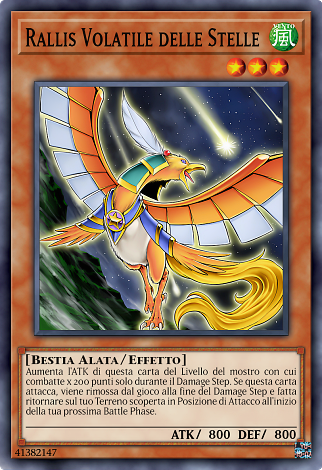 Rallis Volatile delle Stelle
VENTO
風
[Bestia Alata/Effetto]
Aumenta l'ATK di questa carta del Livello del mostro con cui
combatte x 200 punti solo durante il Damage Step. Se questa carta
attacca, viene rimossa dal gioco alla fine del Damage Step e fatta
ritornare sul tuo Terreno scoperta in Posizione di Attacco all'inizio
della tua prossima Battle Phase.
ATK/ 800 DEF/ 800
41382147